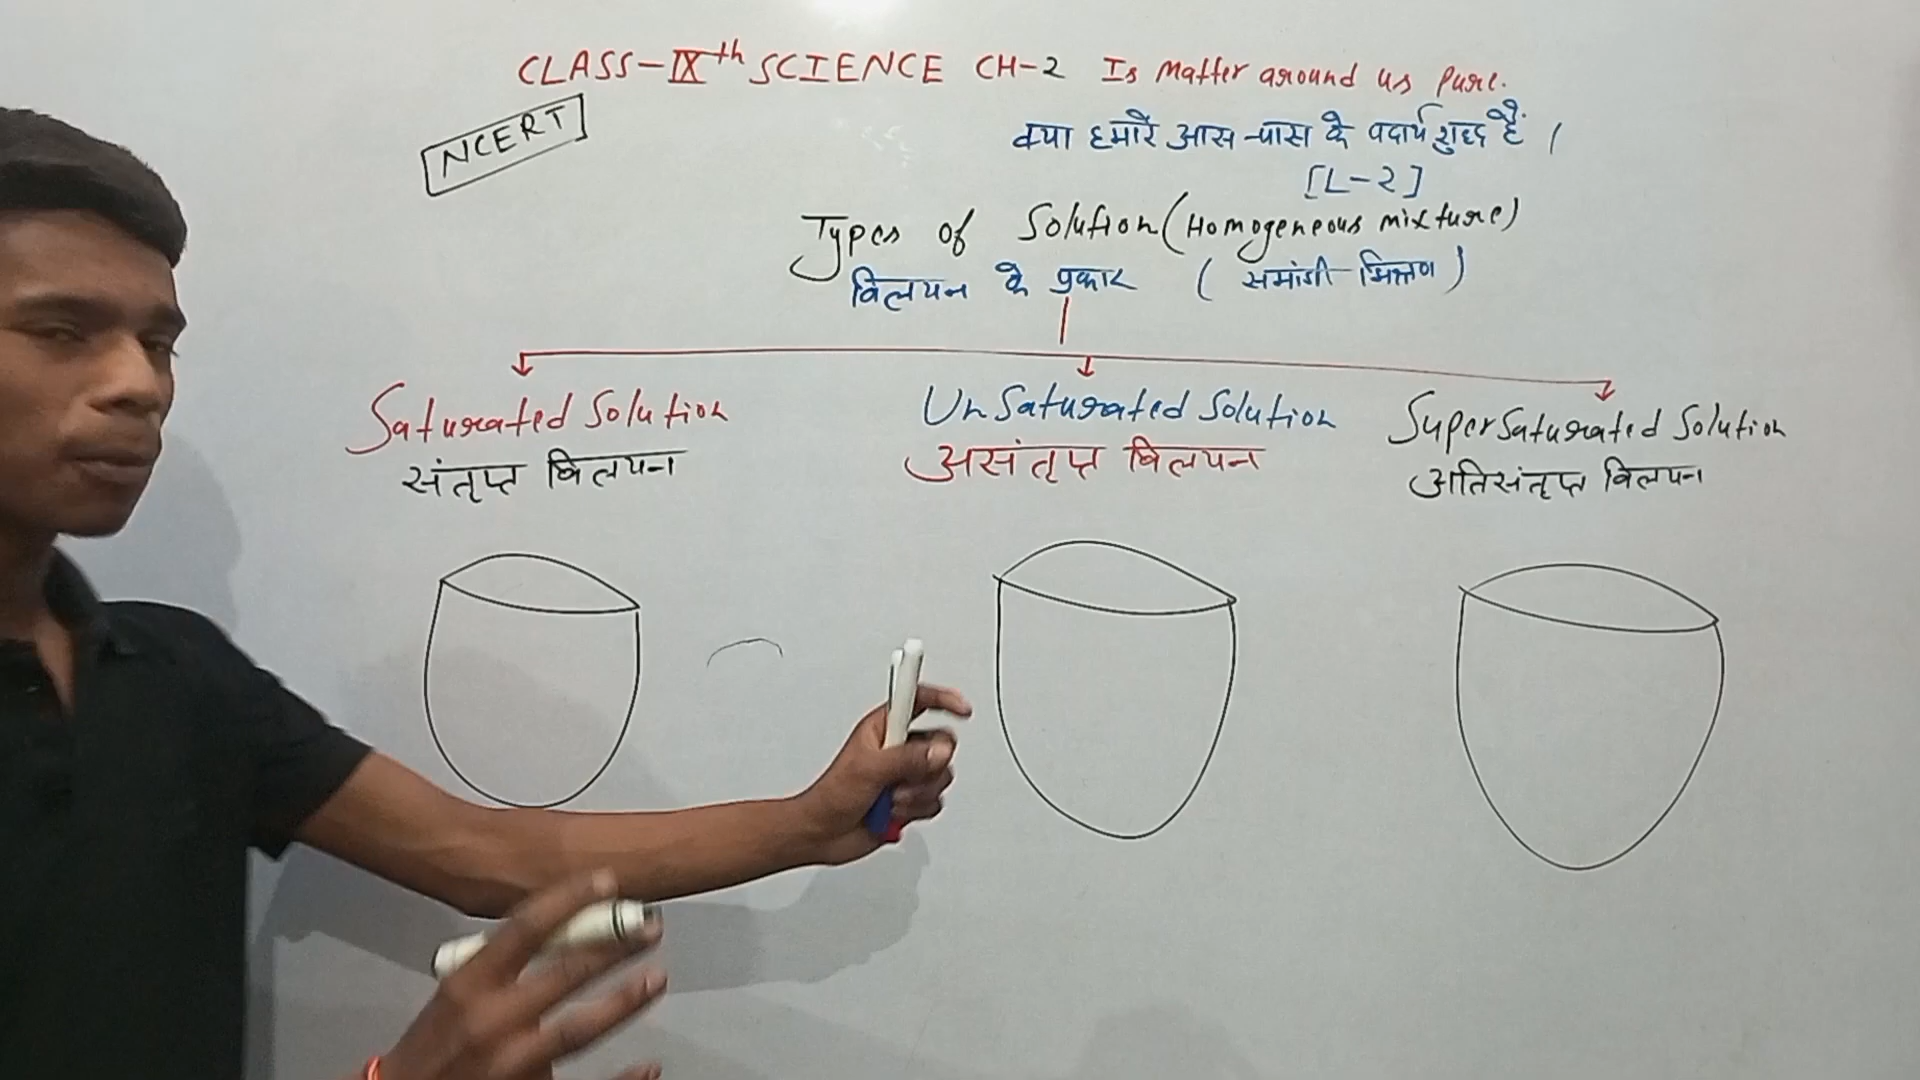 CLASS-IXth SCIENCE CH-2 Is Matter around us Pure.
NCERT
क्या हमारे आस-पास के पदार्थ शुद्ध हैं।
[L-2]
Types of Solution (Homogeneous mixture)
विलयन के प्रकार ( समांगी मिश्रण )
Saturated Solution
संतृप्त विलयन
UnSaturated Solution
असंतृप्त विलयन
SuperSaturated Solution
अतिसंतृप्त विलयन